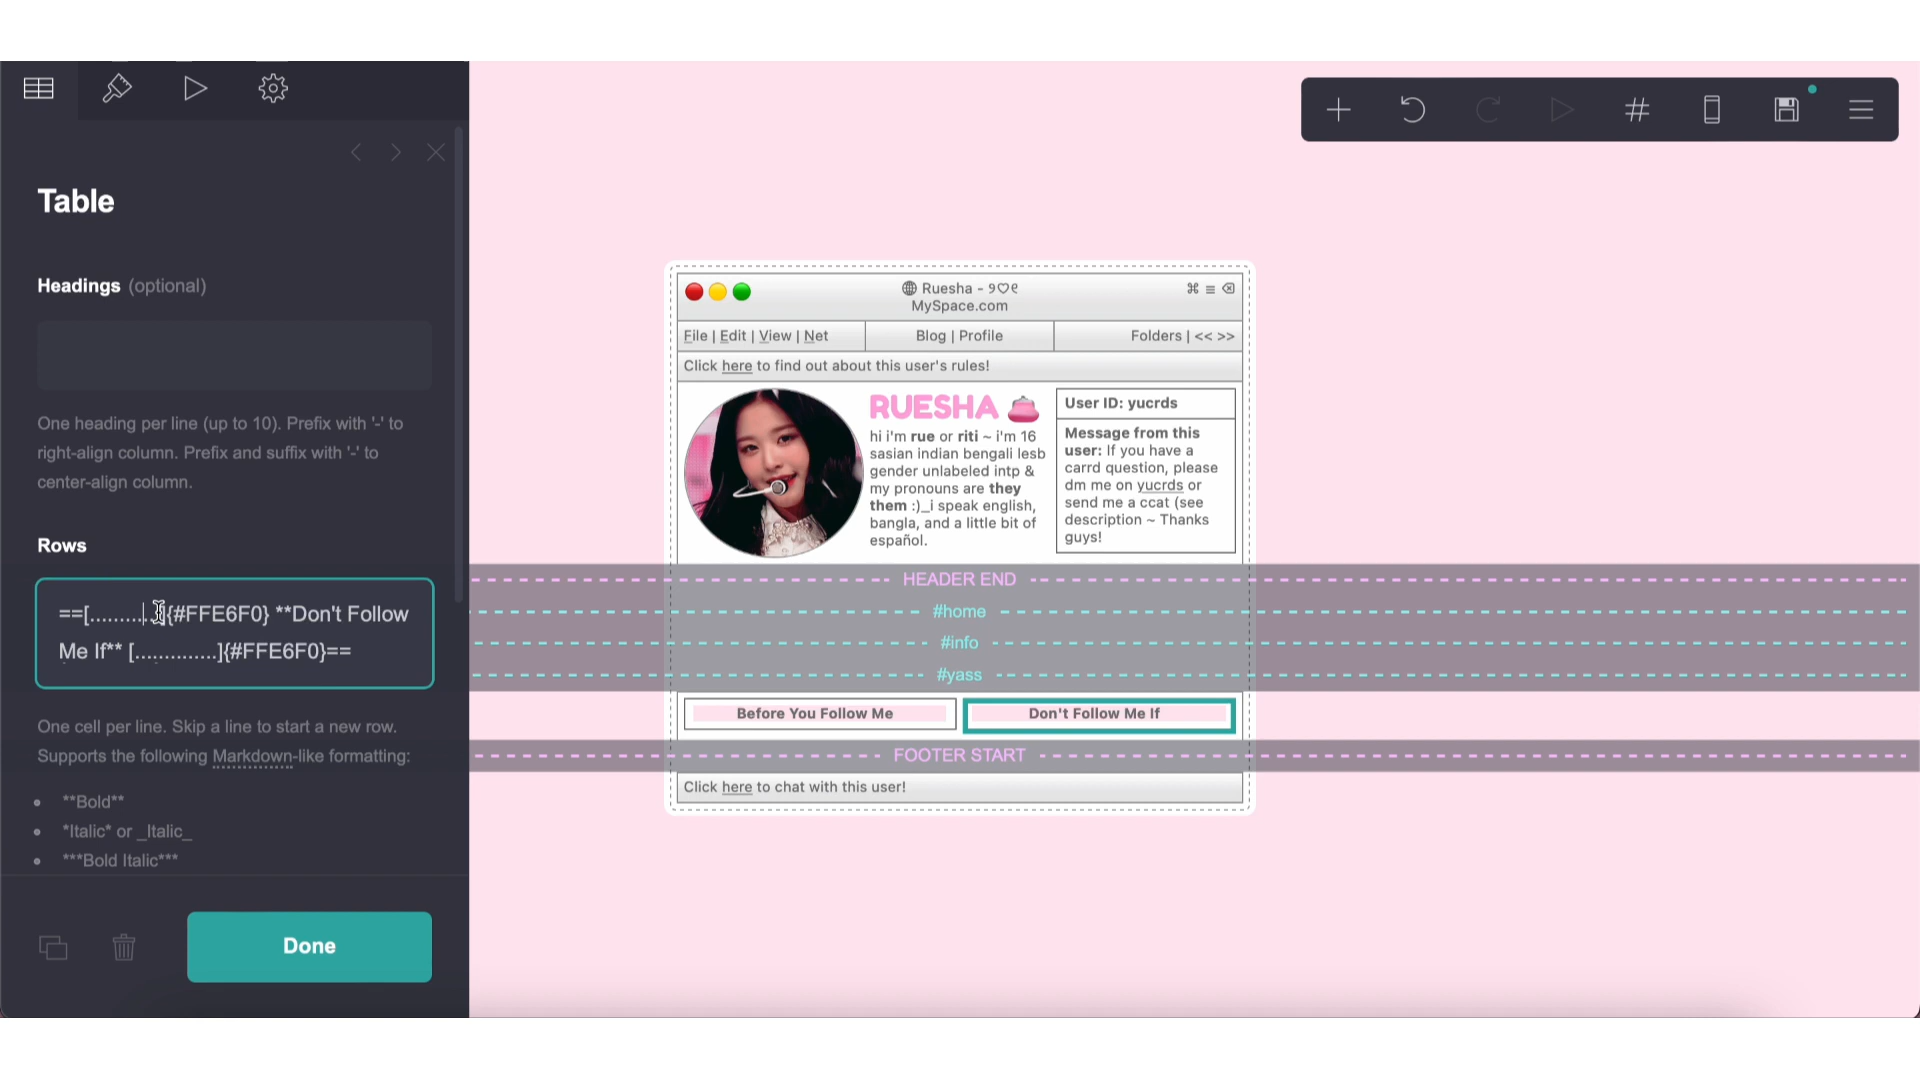 Table
Headings (optional)
One heading per line (up to 10). Prefix with '-' to
right-align column. Prefix and suffix with '-' to
center-align column.
Rows
==[............]{#FFE6F0} **Don't Follow
Me If** [..............]{#FFE6F0}==
One cell per line. Skip a line to start a new row.
Supports the following Markdown-like formatting:
**Bold**
*Italic* or _Italic_
***Bold Italic***
Done
Ruesha - ୨♡୧
MySpace.com
⌘ ≡ ⌫
File | Edit | View | Net
Blog | Profile
Folders | << >>
Click here to find out about this user's rules!
RUESHA
hi i'm rue or riti ~ i'm 16
sasian indian bengali lesb
gender unlabeled intp &
my pronouns are they
them :)_i speak english,
bangla, and a little bit of
español.
User ID: yucrds
Message from this
user: If you have a
carrd question, please
dm me on yucrds or
send me a ccat (see
description ~ Thanks
guys!
HEADER END
#home
#info
#yass
Before You Follow Me
Don't Follow Me If
FOOTER START
Click here to chat with this user!